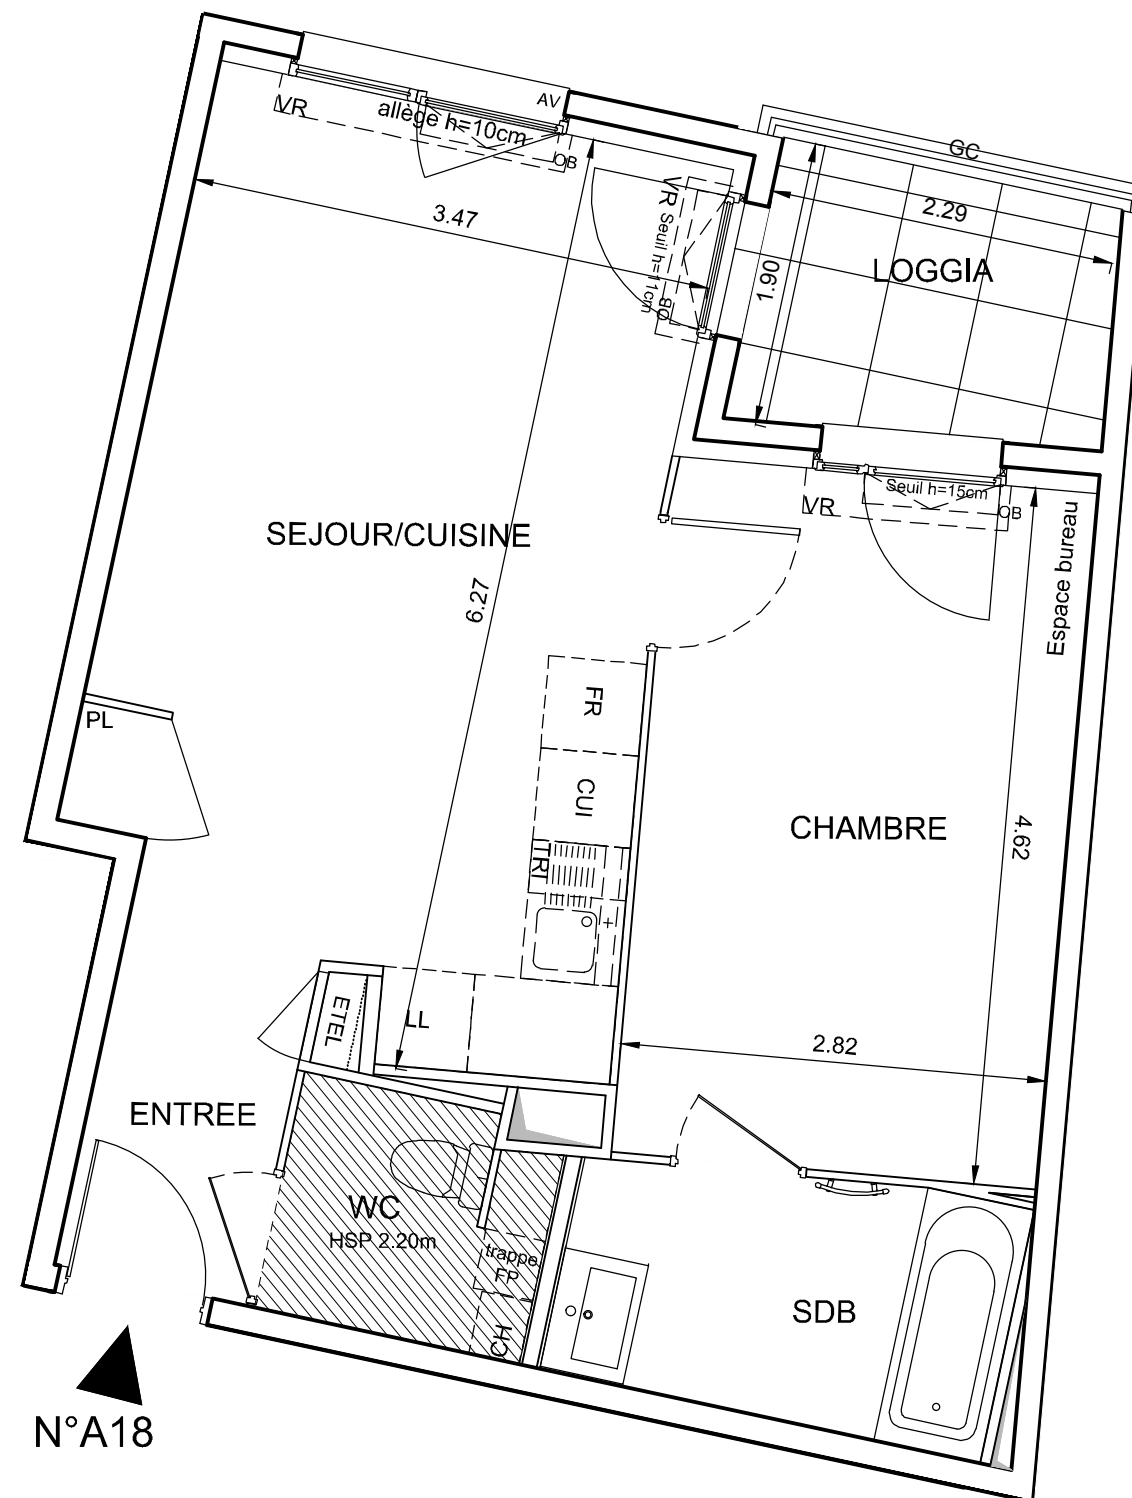 AV
VR
allège h=10cm
OB
GC
3.47
VR
Seuil h=11cm
OB
2.29
1.90
LOGGIA
VR
Seuil h=15cm
OB
Espace bureau
SEJOUR/CUISINE
6.27
FR
PL
CUI
CHAMBRE
4.62
TRI
ETEL
LL
2.82
ENTREE
WC
HSP 2.20m
trappe
FP
CH
SDB
N°A18